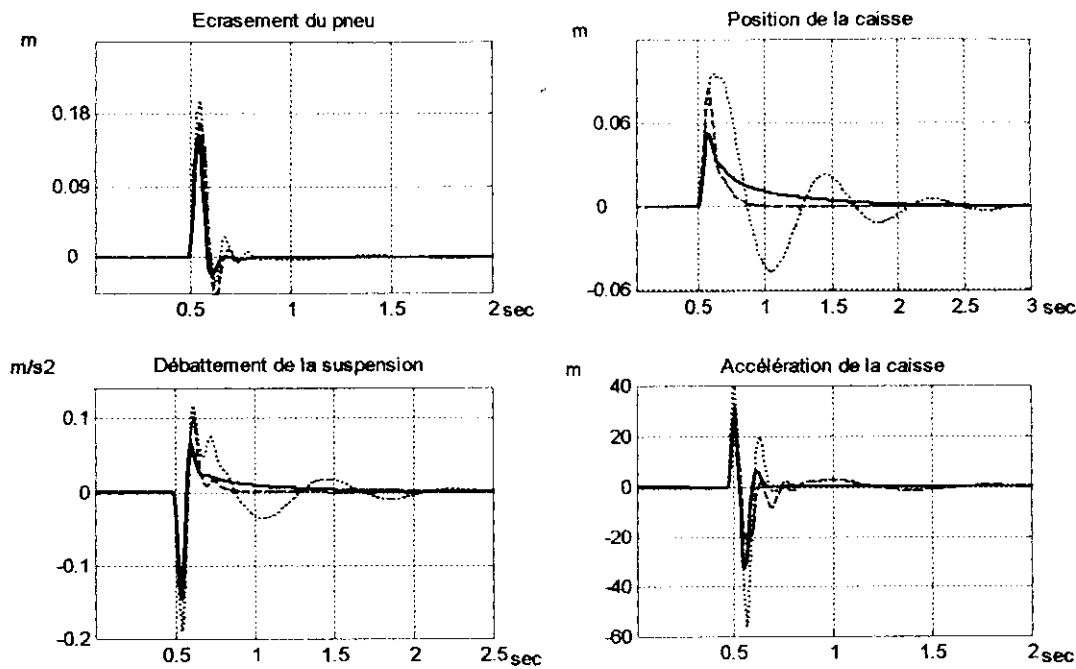 Ecrasement du pneu
m
0.18
0.09
0
0.5
1
1.5
2 sec
Position de la caisse
m
0.06
0
-0.06
0.5
1
1.5
2
2.5
3 sec
Débattement de la suspension
m/s2
0.1
0
-0.1
-0.2
0.5
1
1.5
2
2.5 sec
Accélération de la caisse
m
40
20
0
-20
-40
-60
0.5
1
1.5
2 sec